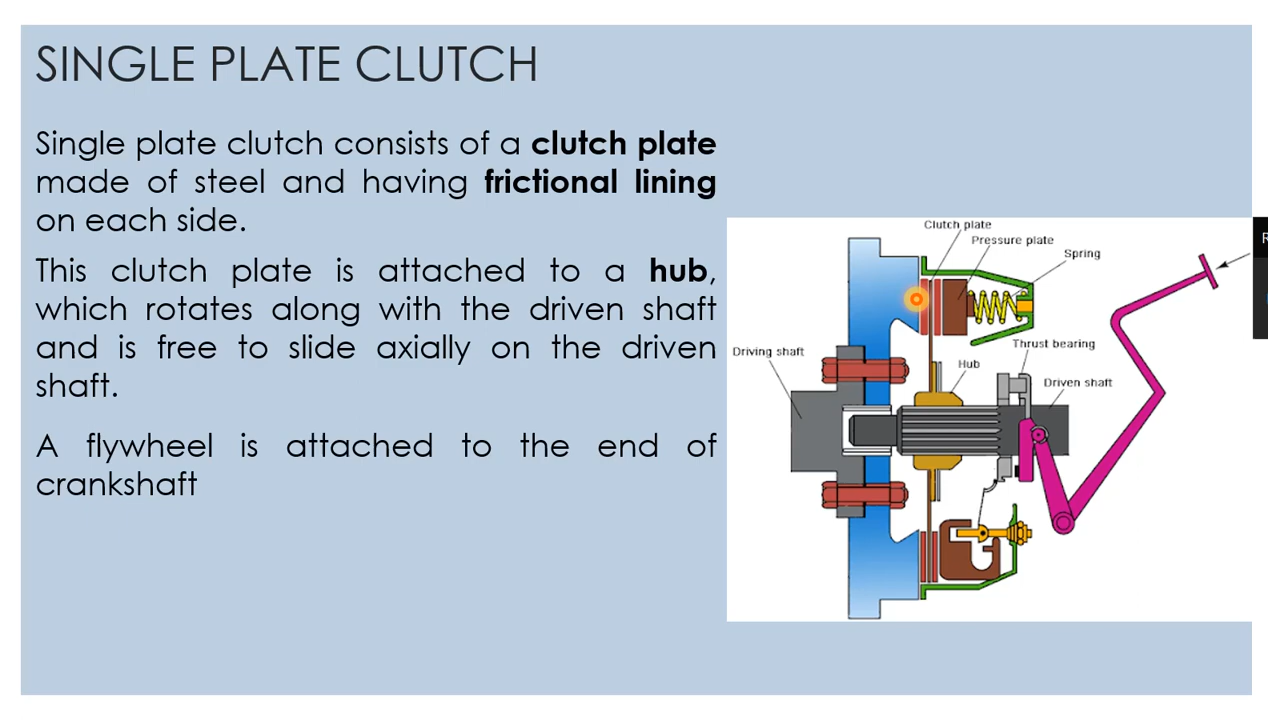 SINGLE PLATE CLUTCH
Single plate clutch consists of a clutch plate
made of steel and having frictional lining
on each side.
This clutch plate is attached to a hub,
which rotates along with the driven shaft
and is free to slide axially on the driven
shaft.
A flywheel is attached to the end of
crankshaft
Clutch plate
Pressure plate
Spring
Driving shaft
Thrust bearing
Hub
Driven shaft